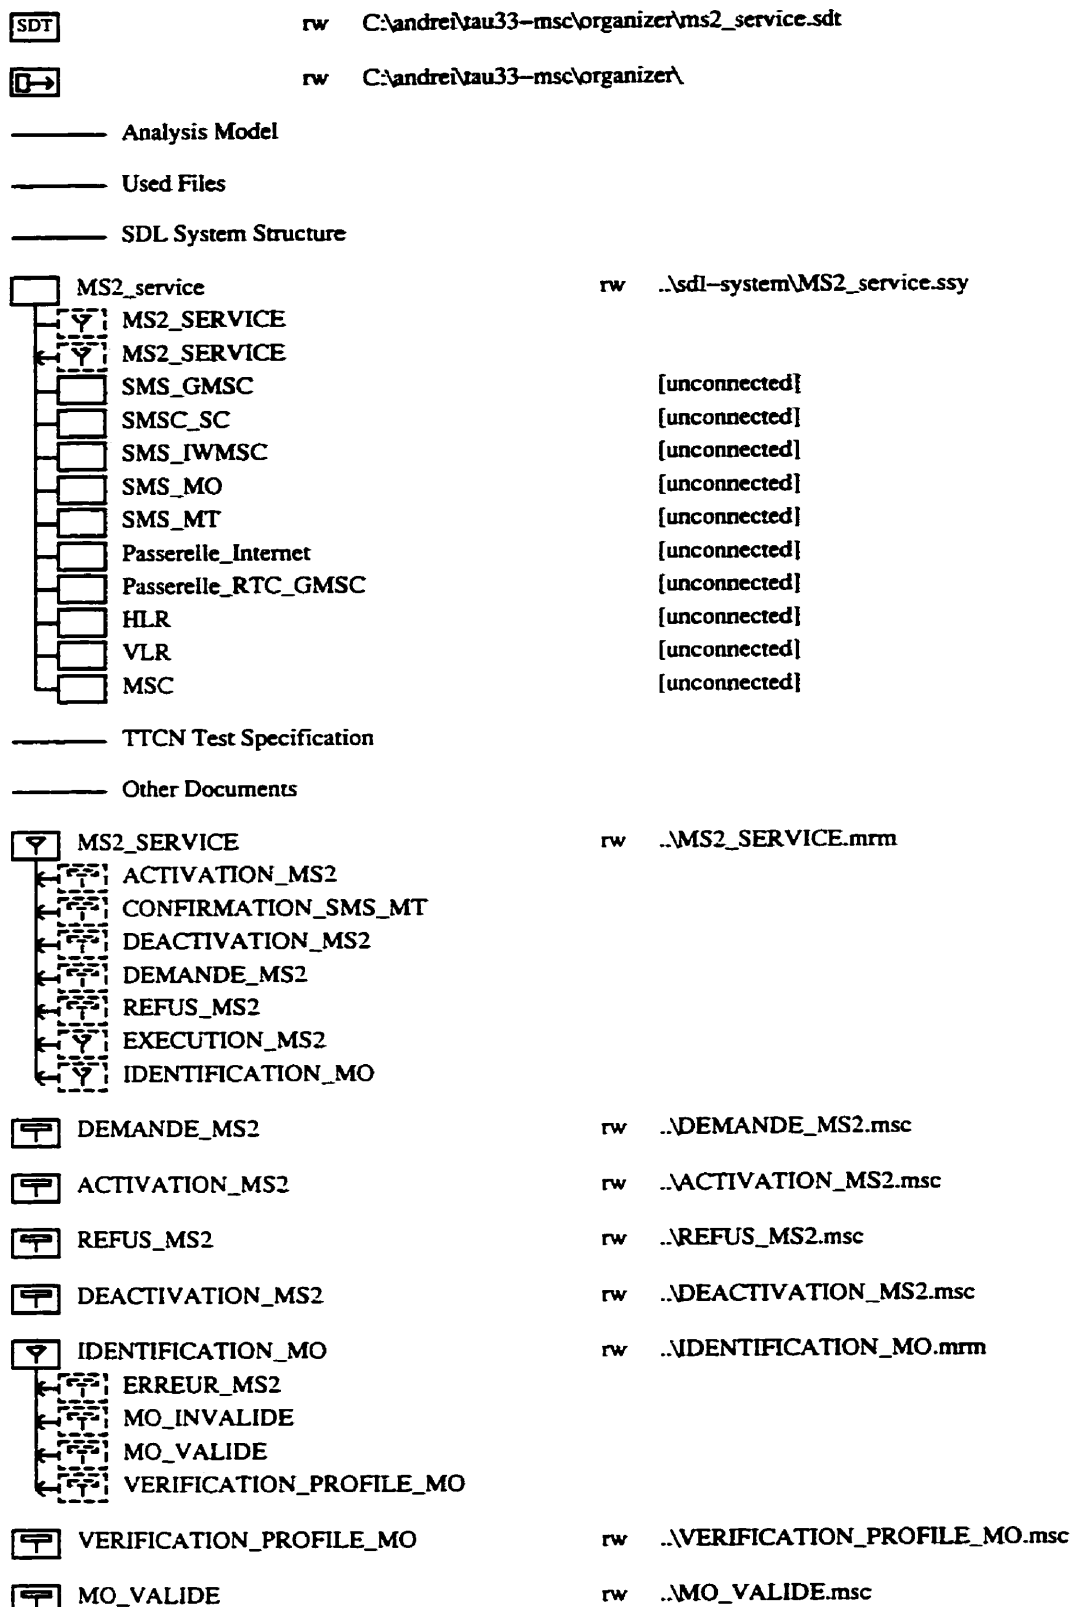 SDT rw C:\andrei\tau33–msc\organizer\ms2_service.sdt
rw C:\andrei\tau33–msc\organizer\
Analysis Model
Used Files
SDL System Structure
MS2_service rw ..\sdl–system\MS2_service.ssy
MS2_SERVICE
MS2_SERVICE
SMS_GMSC [unconnected]
SMSC_SC [unconnected]
SMS_IWMSC [unconnected]
SMS_MO [unconnected]
SMS_MT [unconnected]
Passerelle_Internet [unconnected]
Passerelle_RTC_GMSC [unconnected]
HLR [unconnected]
VLR [unconnected]
MSC [unconnected]
TTCN Test Specification
Other Documents
MS2_SERVICE rw ..\MS2_SERVICE.mrm
ACTIVATION_MS2
CONFIRMATION_SMS_MT
DEACTIVATION_MS2
DEMANDE_MS2
REFUS_MS2
EXECUTION_MS2
IDENTIFICATION_MO
DEMANDE_MS2 rw ..\DEMANDE_MS2.msc
ACTIVATION_MS2 rw ..\ACTIVATION_MS2.msc
REFUS_MS2 rw ..\REFUS_MS2.msc
DEACTIVATION_MS2 rw ..\DEACTIVATION_MS2.msc
IDENTIFICATION_MO rw ..\IDENTIFICATION_MO.mrm
ERREUR_MS2
MO_INVALIDE
MO_VALIDE
VERIFICATION_PROFILE_MO
VERIFICATION_PROFILE_MO rw ..\VERIFICATION_PROFILE_MO.msc
MO_VALIDE rw ..\MO_VALIDE.msc